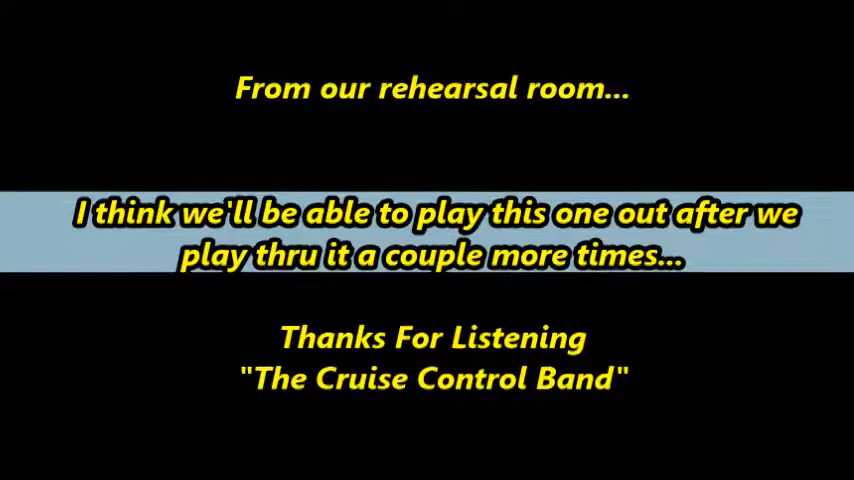 From our rehearsal room...
I think we'll be able to play this one out after we
play thru it a couple more times...
Thanks For Listening
"The Cruise Control Band"